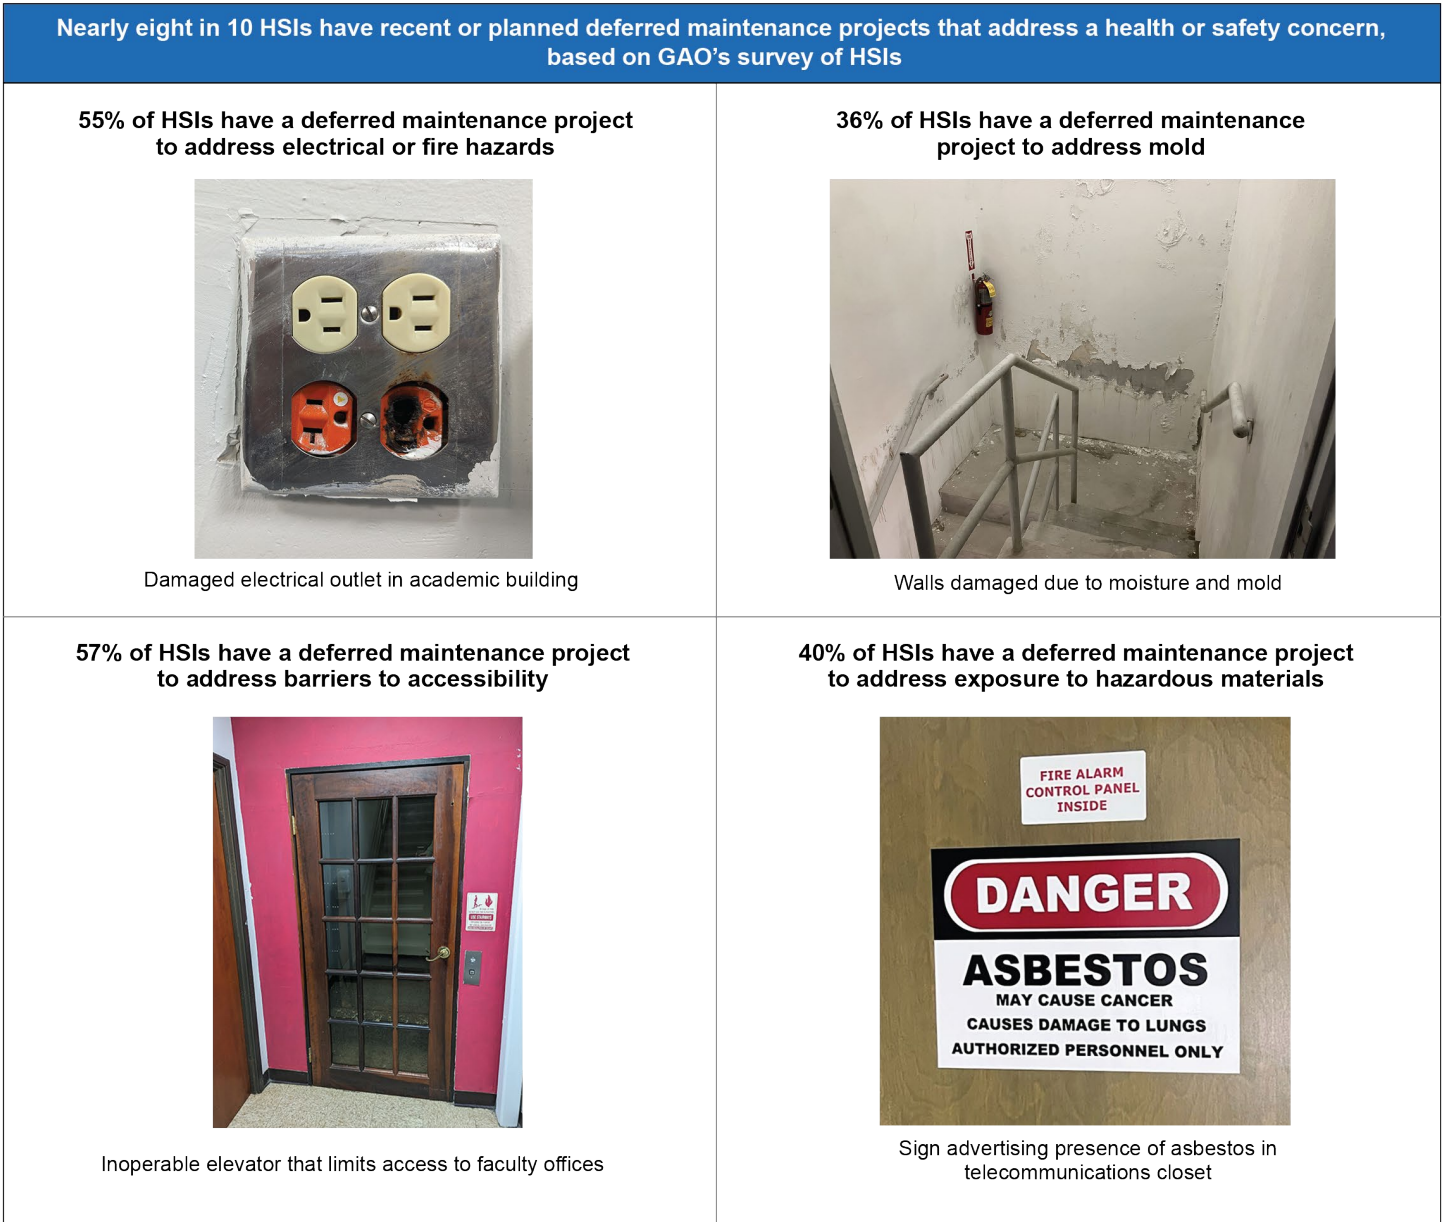 Nearly eight in 10 HSIs have recent or planned deferred maintenance projects that address a health or safety concern,
based on GAO’s survey of HSIs
55% of HSIs have a deferred maintenance project
to address electrical or fire hazards
Damaged electrical outlet in academic building
36% of HSIs have a deferred maintenance
project to address mold
Walls damaged due to moisture and mold
57% of HSIs have a deferred maintenance project
to address barriers to accessibility
Inoperable elevator that limits access to faculty offices
40% of HSIs have a deferred maintenance project
to address exposure to hazardous materials
FIRE ALARM
CONTROL PANEL
INSIDE
DANGER
ASBESTOS
MAY CAUSE CANCER
CAUSES DAMAGE TO LUNGS
AUTHORIZED PERSONNEL ONLY
Sign advertising presence of asbestos in
telecommunications closet